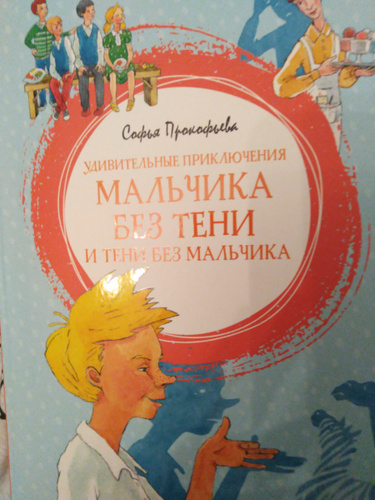 Софья Прокофьева
УДИВИТЕЛЬНЫЕ ПРИКЛЮЧЕНИЯ
МАЛЬЧИКА
БЕЗ ТЕНИ
И ТЕНИ БЕЗ МАЛЬЧИКА